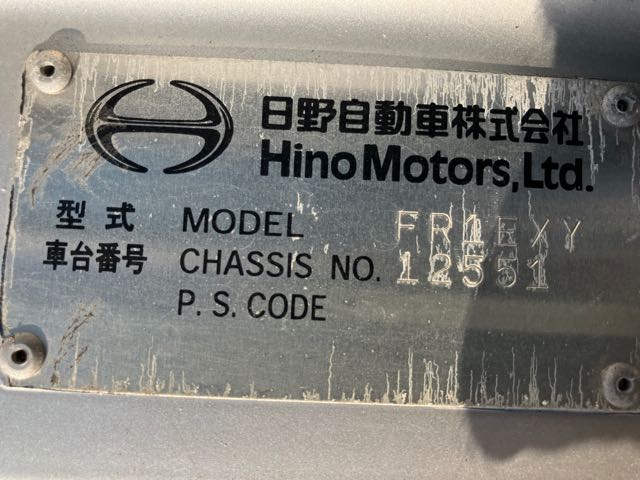 日野自動車株式会社
Hino Motors, Ltd.
型式 MODEL FR1EXY
車台番号 CHASSIS NO. 12551
P. S. CODE